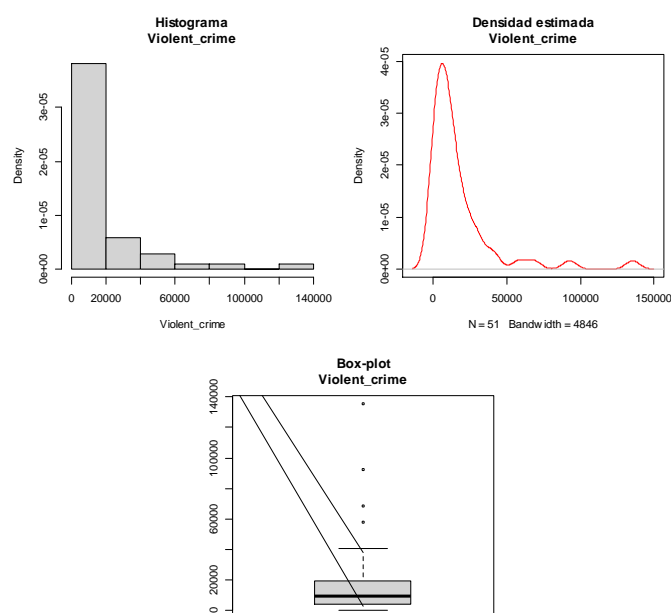 Histograma
Violent_crime
Density
0e+00 1e-05 2e-05 3e-05
0 20000 60000 100000 140000
Violent_crime
Densidad estimada
Violent_crime
Density
0e+00 1e-05 2e-05 3e-05 4e-05
0 50000 100000 150000
N = 51 Bandwidth = 4846
Box-plot
Violent_crime
0 20000 60000 100000 140000